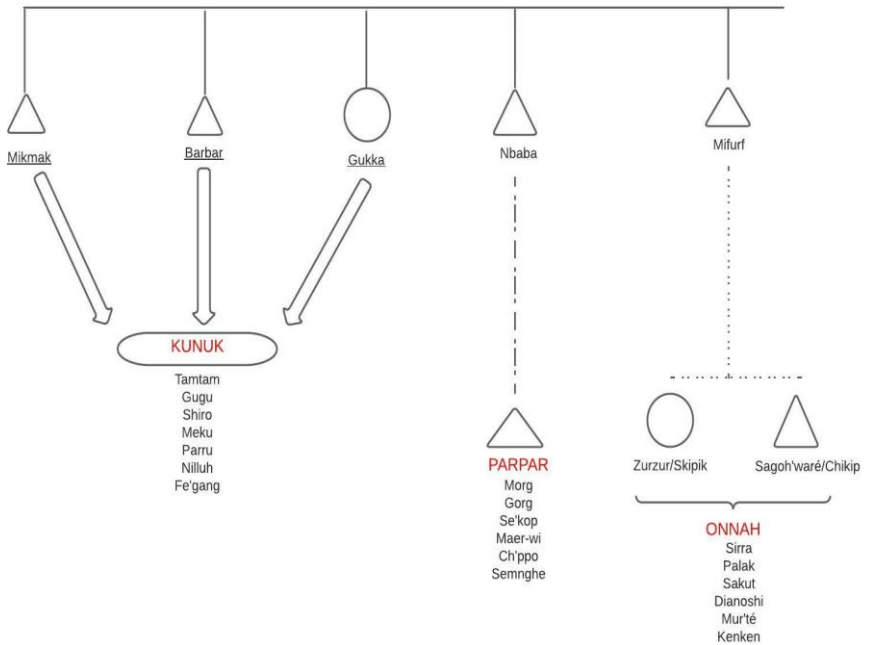 Mikmak
Barbar
Gukka
Nbaba
Mifurf
KUNUK
Tamtam
Gugu
Shiro
Meku
Parru
Nilluh
Fe'gang
PARPAR
Morg
Gorg
Se'kop
Maer-wi
Ch'ppo
Semnghe
Zurzur/Skipik
Sagoh'waré/Chikip
ONNAH
Sirra
Palak
Sakut
Dianoshi
Mur'té
Kenken